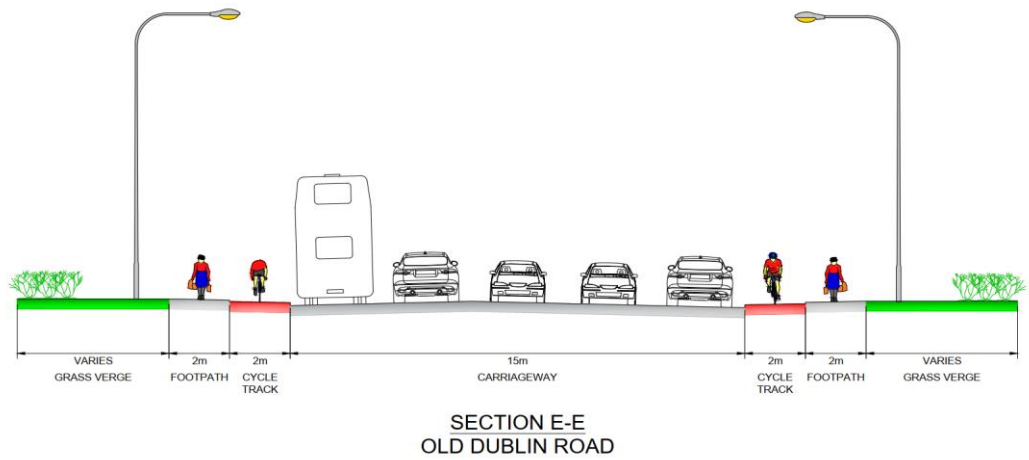 VARIES 2m 2m 15m 2m 2m VARIES
GRASS VERGE FOOTPATH CYCLE CARRIAGEWAY CYCLE FOOTPATH GRASS VERGE
TRACK TRACK
SECTION E-E
OLD DUBLIN ROAD